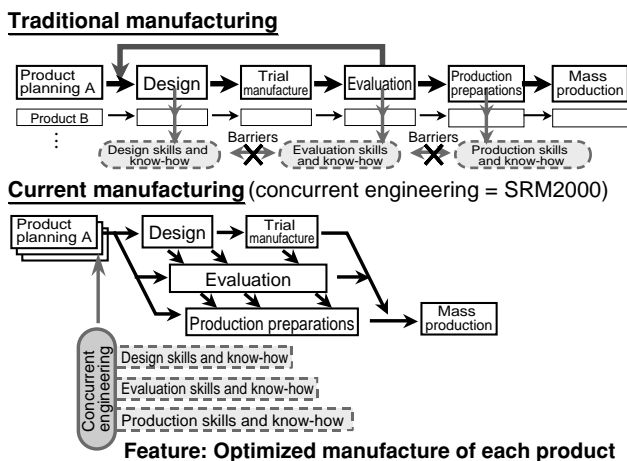 Traditional manufacturing
Product
planning A
Design
Trial
manufacture
Evaluation
Production
preparations
Mass
production
Product B
⋮
Barriers
Barriers
Design skills and
know-how
Evaluation skills
and know-how
Production skills
and know-how
Current manufacturing (concurrent engineering = SRM2000)
Product
planning A
Design
Trial
manufacture
Evaluation
Production preparations
Mass
production
Concurrent
engineering
Design skills and know-how
Evaluation skills and know-how
Production skills and know-how
Feature: Optimized manufacture of each product